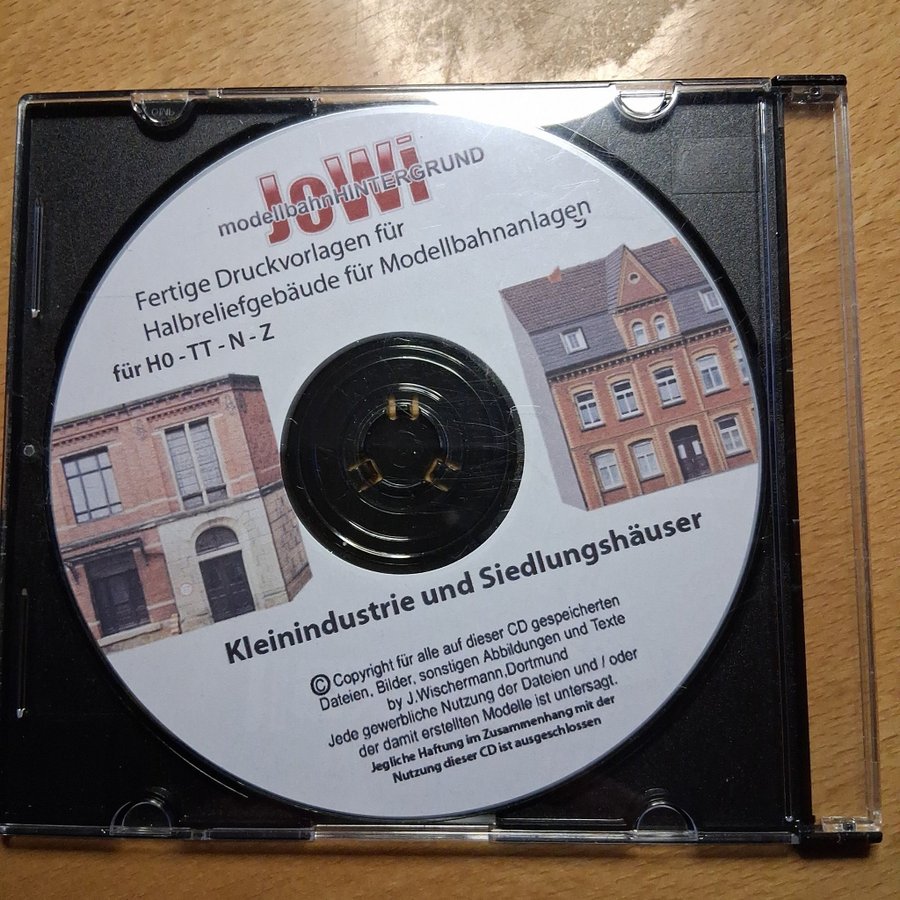 JoWi
modellbahnHINTERGRUND
Fertige Druckvorlagen für
Halbreliefgebäude für Modellbahnanlagen
für H0 - TT - N - Z
Kleinindustrie und Siedlungshäuser
© Copyright für alle auf dieser CD gespeicherten
Dateien, Bilder, sonstigen Abbildungen und Texte
by J.Wischermann,Dortmund
Jede gewerbliche Nutzung der Dateien und / oder
der damit erstellten Modelle ist untersagt.
Jegliche Haftung im Zusammenhang mit der
Nutzung dieser CD ist ausgeschlossen